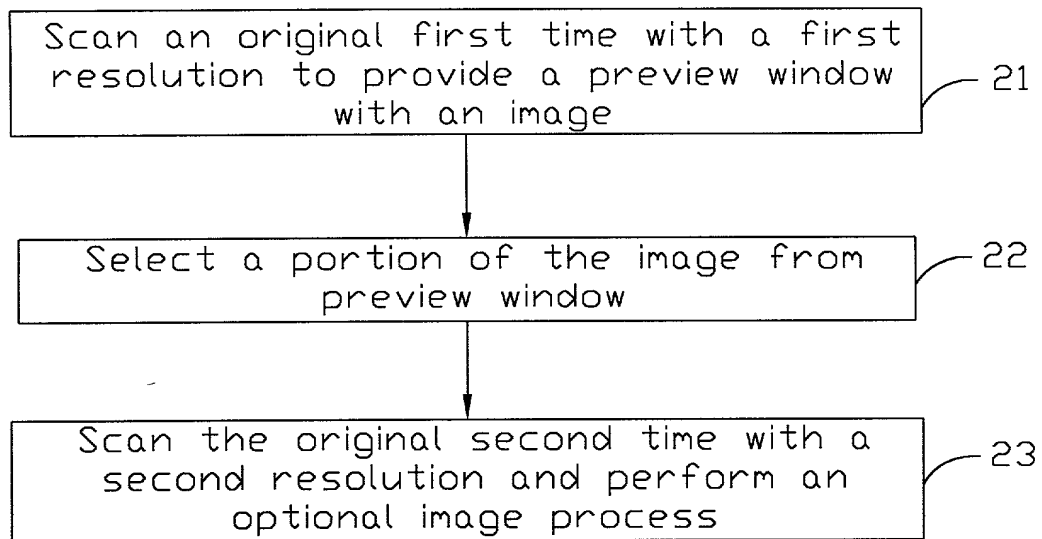 Scan an original first time with a first
resolution to provide a preview window
with an image
21
Select a portion of the image from
preview window
22
Scan the original second time with a
second resolution and perform an
optional image process
23